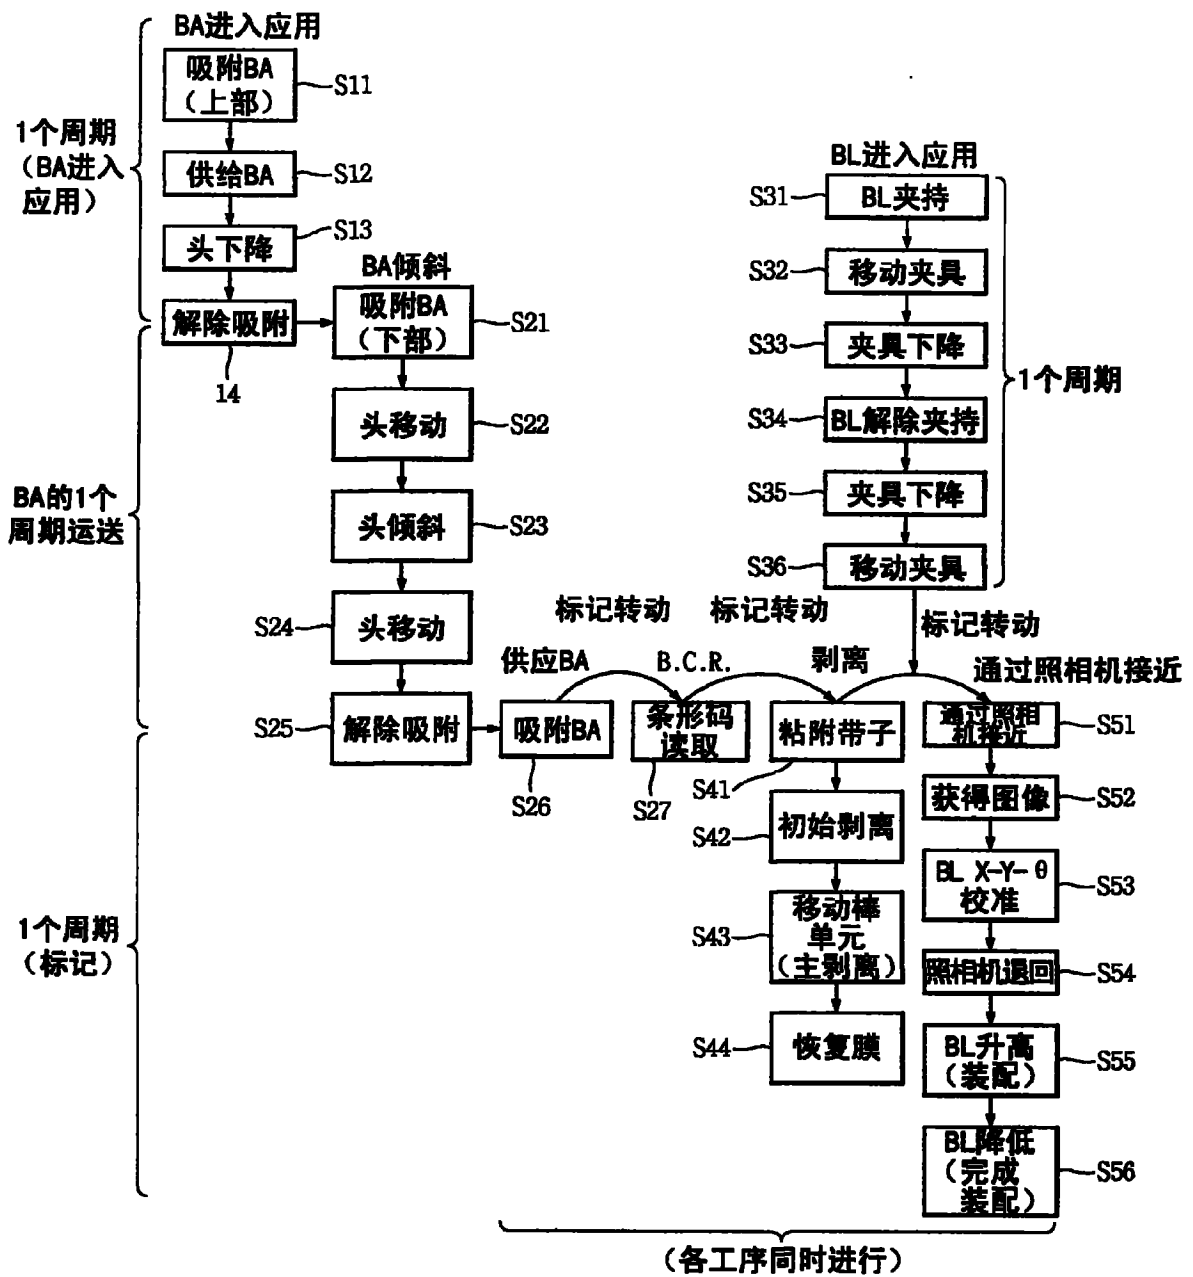 BA进入应用
吸附BA
（上部）
S11
1个周期
（BA进入
应用）
供给BA
S12
头下降
S13
解除吸附
14
BA倾斜
吸附BA
（下部）
S21
头移动
S22
头倾斜
S23
头移动
S24
解除吸附
S25
BA的1个
周期运送
BL进入应用
BL夹持
S31
移动夹具
S32
夹具下降
S33
BL解除夹持
S34
夹具下降
S35
移动夹具
S36
1个周期
标记转动
标记转动
标记转动
供应BA
B.C.R.
剥离
通过照相机接近
吸附BA
S26
条形码
读取
S27
粘附带子
S41
初始剥离
S42
移动棒
单元
（主剥离）
S43
恢复膜
S44
通过照相
机接近
S51
获得图像
S52
BL X-Y-θ
校准
S53
照相机退回
S54
BL升高
（装配）
S55
BL降低
（完成
装配）
S56
1个周期
（标记）
（各工序同时进行）